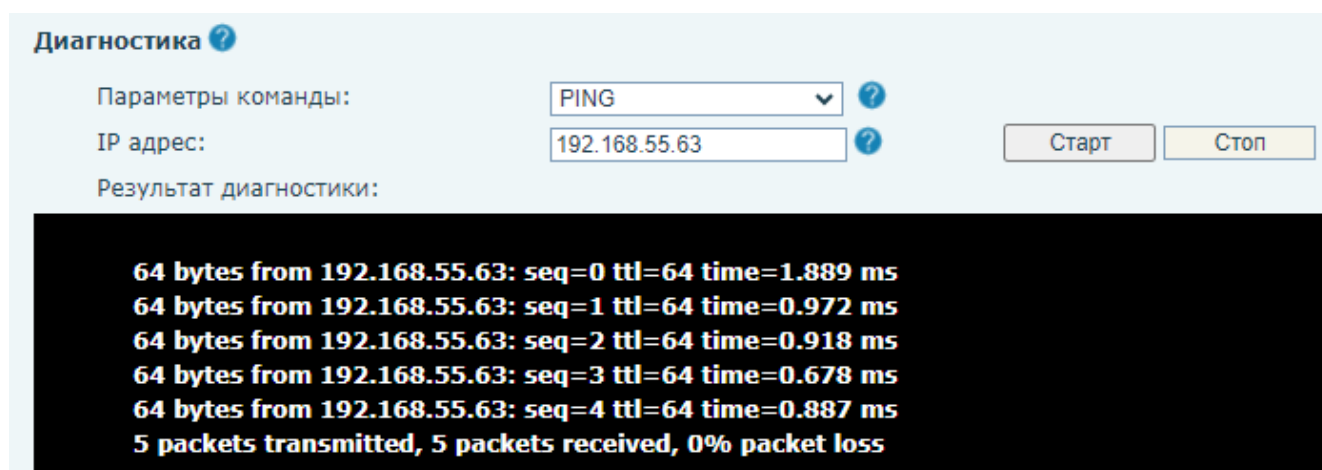 Диагностика ?
Параметры команды: PING ?
IP адрес: 192.168.55.63 ? Старт Стоп
Результат диагностики:
64 bytes from 192.168.55.63: seq=0 ttl=64 time=1.889 ms
64 bytes from 192.168.55.63: seq=1 ttl=64 time=0.972 ms
64 bytes from 192.168.55.63: seq=2 ttl=64 time=0.918 ms
64 bytes from 192.168.55.63: seq=3 ttl=64 time=0.678 ms
64 bytes from 192.168.55.63: seq=4 ttl=64 time=0.887 ms
5 packets transmitted, 5 packets received, 0% packet loss